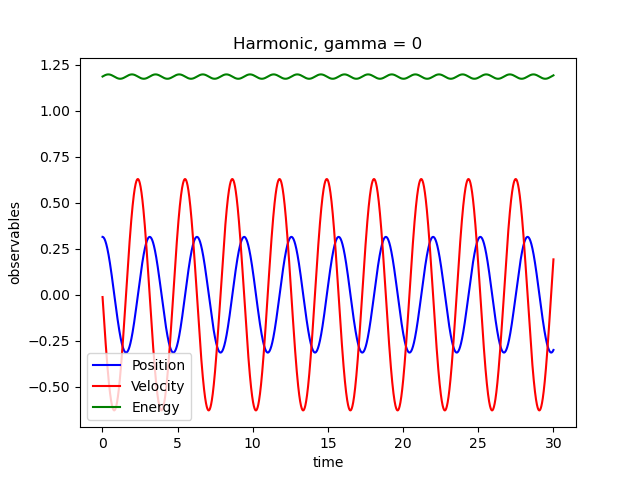 Harmonic, gamma = 0
observables
1.25
1.00
0.75
0.50
0.25
0.00
−0.25
−0.50
Position
Velocity
Energy
0
5
10
15
20
25
30
time